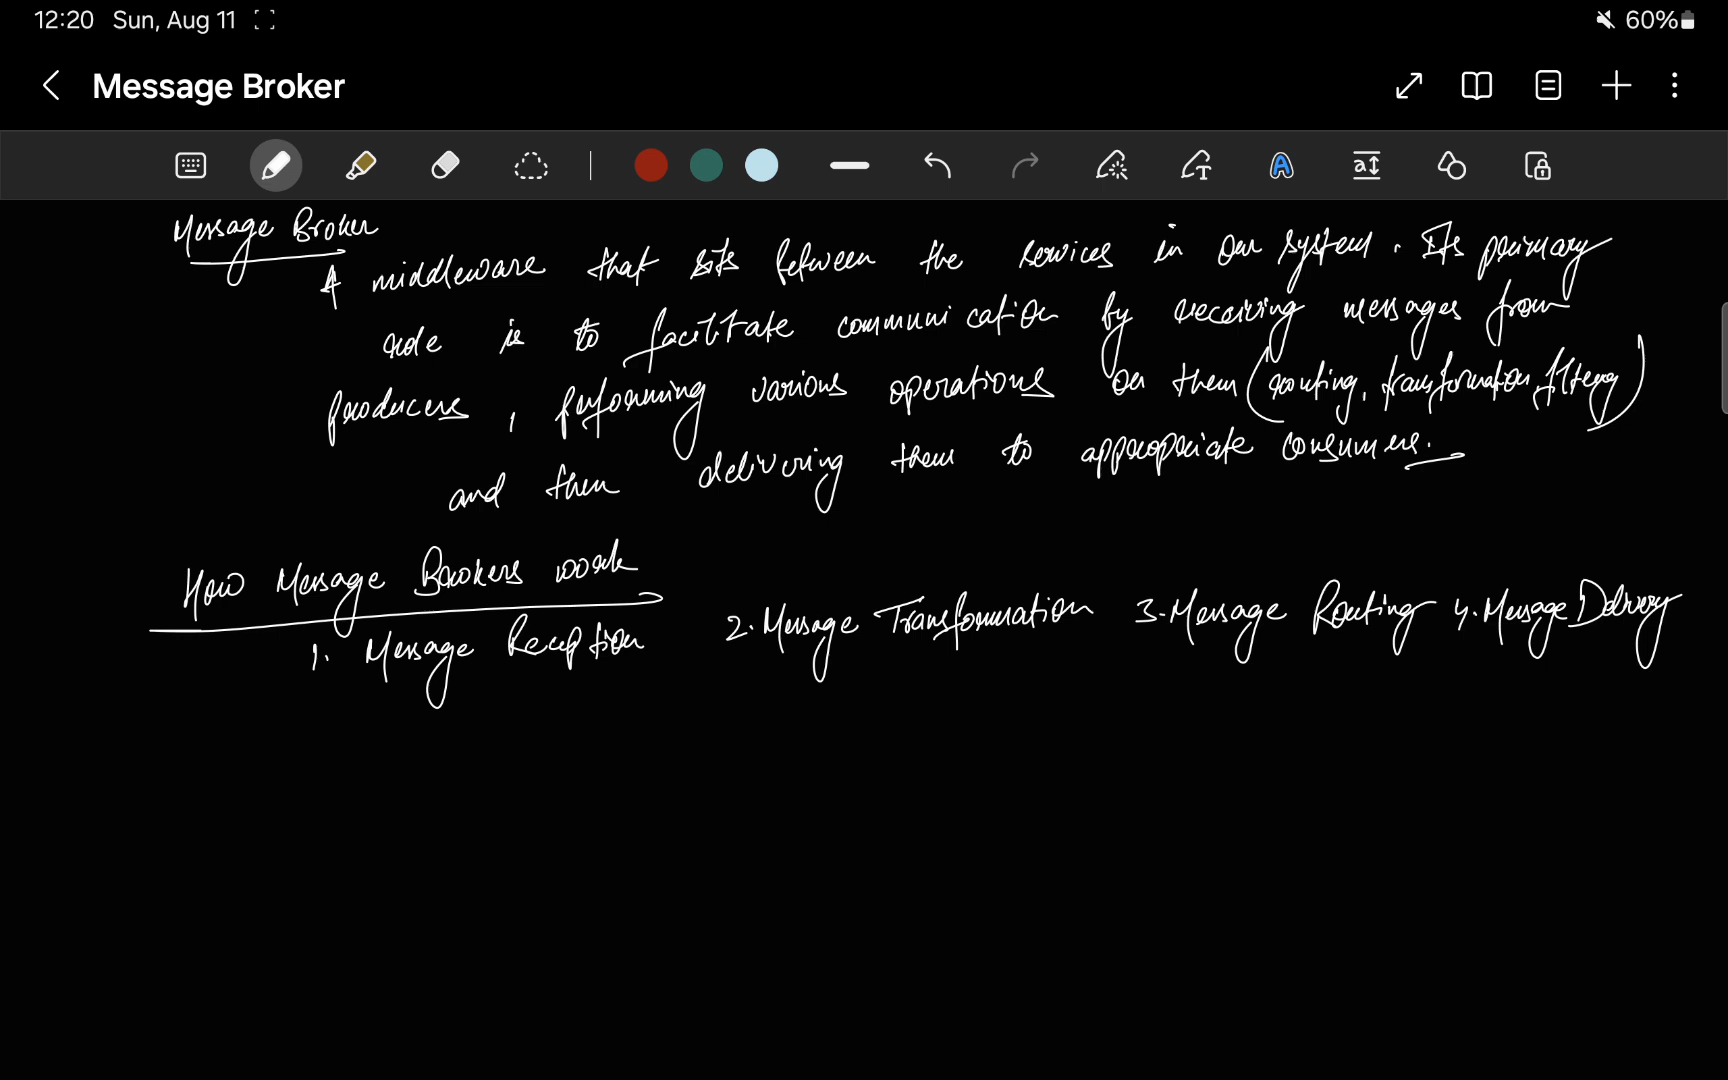 12:20 Sun, Aug 11 60%
Message Broker
Message Broker
A middleware that sits between the services in our system. Its primary
role is to facilitate communication by receiving messages from
producers, performing various operations on them (routing, transformation, filtering)
and then delivering them to appropriate consumers.
How Message Brokers work
1. Message Reception 2. Message Transformation 3. Message Routing 4. Message Delivery